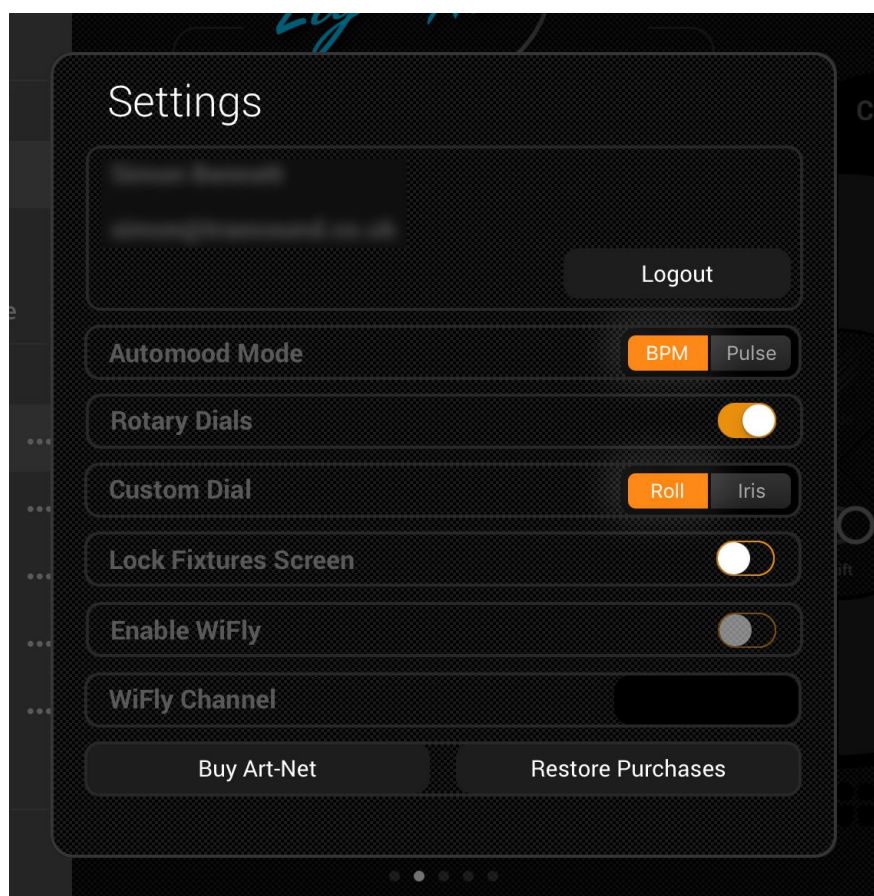 Settings
Logout
Automood Mode BPM Pulse
Rotary Dials
Custom Dial Roll Iris
Lock Fixtures Screen
Enable WiFly
WiFly Channel
Buy Art-Net Restore Purchases